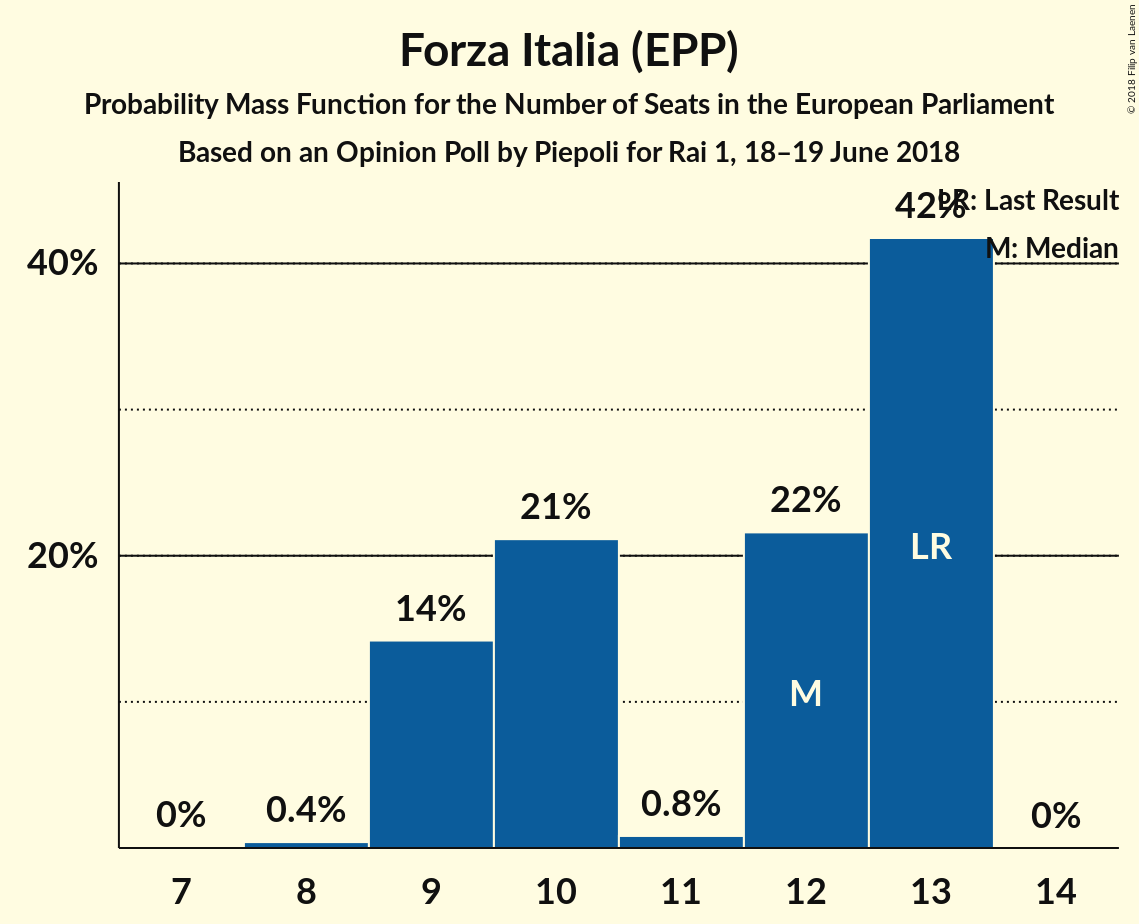 Forza Italia (EPP)
Probability Mass Function for the Number of Seats in the European Parliament
Based on an Opinion Poll by Piepoli for Rai 1, 18–19 June 2018
© 2018 Filip van Laenen
LR: Last Result
M: Median
40%
20%
0%
0.4%
14%
21%
0.8%
22%
42%
0%
M
LR
7 8 9 10 11 12 13 14